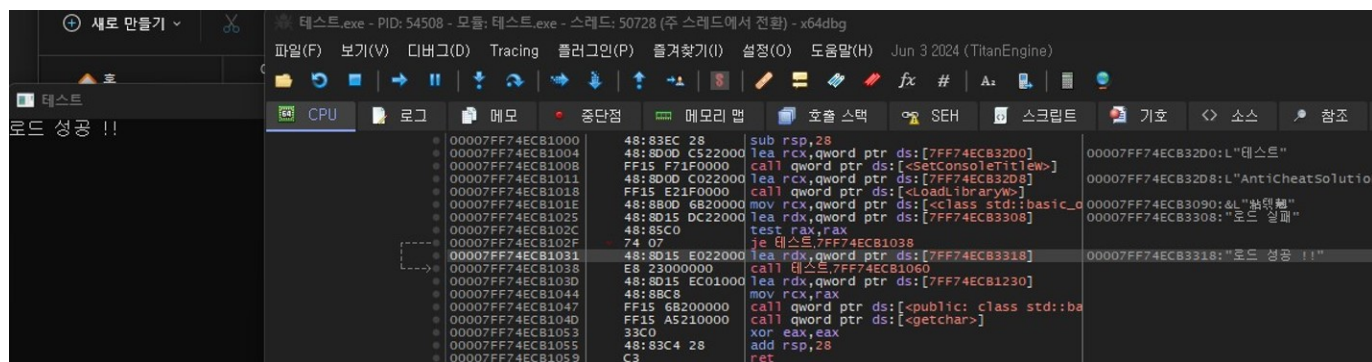 새로 만들기
테스트.exe - PID: 54508 - 모듈: 테스트.exe - 스레드: 50728 (주 스레드에서 전환) - x64dbg
파일(F) 보기(V) 디버그(D) Tracing 플러그인(P) 즐겨찾기(I) 설정(O) 도움말(H) Jun 3 2024 (TitanEngine)
홈
테스트
로드 성공 !!
CPU 로그 메모 중단점 메모리 맵 호출 스택 SEH 스크립트 기호 소스 참조
00007FF74ECB1000 48:83EC 28 sub rsp,28
00007FF74ECB1004 48:8D0D C5220000 lea rcx,qword ptr ds:[7FF74ECB32D0] 00007FF74ECB32D0:L"테스트"
00007FF74ECB100B FF15 F71F0000 call qword ptr ds:[<SetConsoleTitleW>]
00007FF74ECB1011 48:8D0D C0220000 lea rcx,qword ptr ds:[7FF74ECB32D8] 00007FF74ECB32D8:L"AntiCheatSolutio
00007FF74ECB1018 FF15 E21F0000 call qword ptr ds:[<LoadLibraryW>]
00007FF74ECB101E 48:8B0D 6B200000 mov rcx,qword ptr ds:[<class std::basic_o 00007FF74ECB3090:&L"
00007FF74ECB1025 48:8D15 DC220000 lea rdx,qword ptr ds:[7FF74ECB3308] 00007FF74ECB3308:"로드 실패"
00007FF74ECB102C 48:85C0 test rax,rax
00007FF74ECB102F 74 07 je 테스트.7FF74ECB1038
00007FF74ECB1031 48:8D15 E0220000 lea rdx,qword ptr ds:[7FF74ECB3318] 00007FF74ECB3318:"로드 성공 !!"
00007FF74ECB1038 E8 23000000 call 테스트.7FF74ECB1060
00007FF74ECB103D 48:8D15 EC010000 lea rdx,qword ptr ds:[7FF74ECB1230]
00007FF74ECB1044 48:8BC8 mov rcx,rax
00007FF74ECB1047 FF15 6B200000 call qword ptr ds:[<public: class std::ba
00007FF74ECB104D FF15 A5210000 call qword ptr ds:[<getchar>]
00007FF74ECB1053 33C0 xor eax,eax
00007FF74ECB1055 48:83C4 28 add rsp,28
00007FF74ECB1059 C3 ret